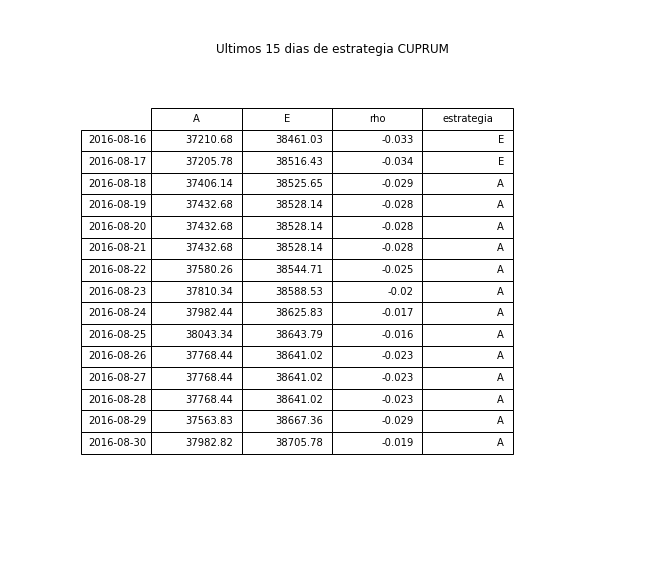 Ultimos 15 dias de estrategia CUPRUM
A E rho estrategia
2016-08-16 37210.68 38461.03 -0.033 E
2016-08-17 37205.78 38516.43 -0.034 E
2016-08-18 37406.14 38525.65 -0.029 A
2016-08-19 37432.68 38528.14 -0.028 A
2016-08-20 37432.68 38528.14 -0.028 A
2016-08-21 37432.68 38528.14 -0.028 A
2016-08-22 37580.26 38544.71 -0.025 A
2016-08-23 37810.34 38588.53 -0.02 A
2016-08-24 37982.44 38625.83 -0.017 A
2016-08-25 38043.34 38643.79 -0.016 A
2016-08-26 37768.44 38641.02 -0.023 A
2016-08-27 37768.44 38641.02 -0.023 A
2016-08-28 37768.44 38641.02 -0.023 A
2016-08-29 37563.83 38667.36 -0.029 A
2016-08-30 37982.82 38705.78 -0.019 A